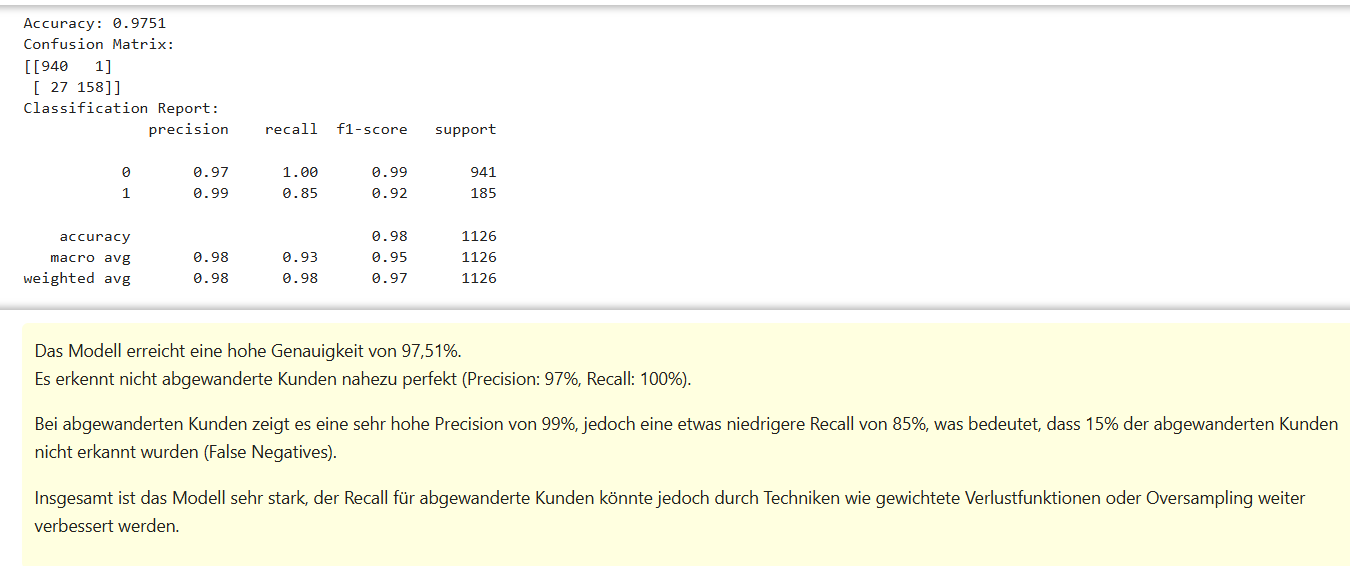 Accuracy: 0.9751
Confusion Matrix:
[[940   1]
 [ 27 158]]
Classification Report:
              precision    recall  f1-score   support

           0       0.97      1.00      0.99       941
           1       0.99      0.85      0.92       185

    accuracy                           0.98      1126
   macro avg       0.98      0.93      0.95      1126
weighted avg       0.98      0.98      0.97      1126
Das Modell erreicht eine hohe Genauigkeit von 97,51%.
Es erkennt nicht abgewanderte Kunden nahezu perfekt (Precision: 97%, Recall: 100%).
Bei abgewanderten Kunden zeigt es eine sehr hohe Precision von 99%, jedoch eine etwas niedrigere Recall von 85%, was bedeutet, dass 15% der abgewanderten Kunden
nicht erkannt wurden (False Negatives).
Insgesamt ist das Modell sehr stark, der Recall für abgewanderte Kunden könnte jedoch durch Techniken wie gewichtete Verlustfunktionen oder Oversampling weiter
verbessert werden.